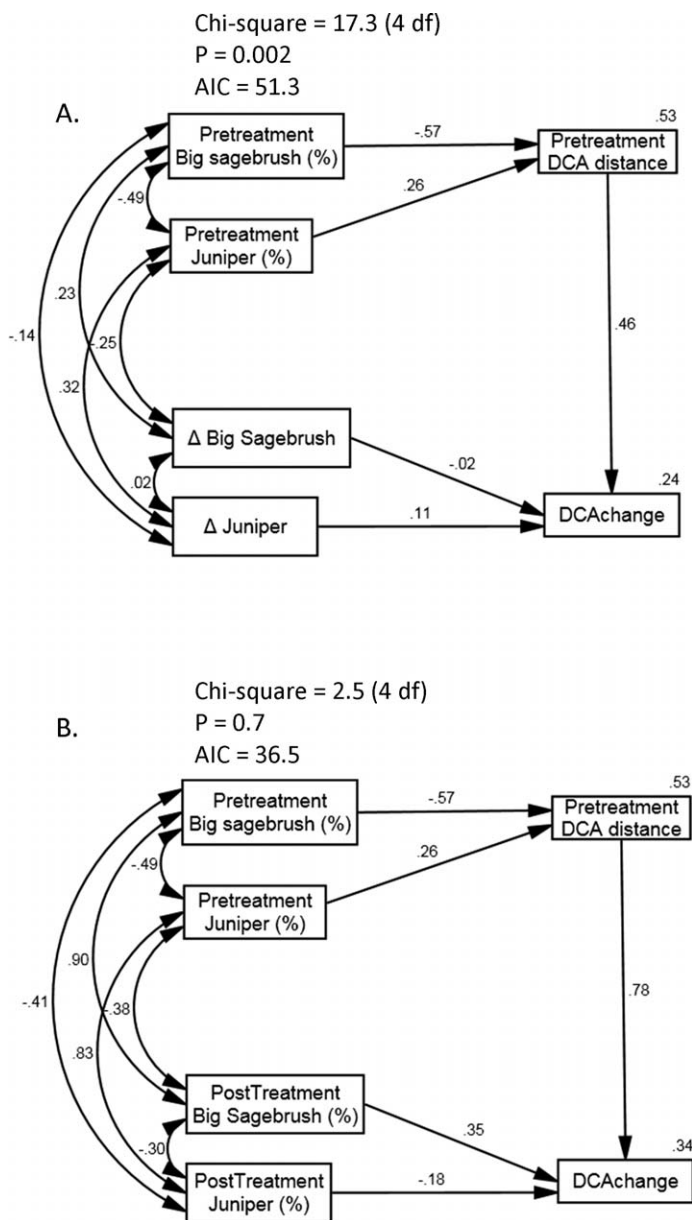 Chi-square = 17.3 (4 df)
P = 0.002
AIC = 51.3
A.
.53
Pretreatment
Big sagebrush (%)
-.57
Pretreatment
DCA distance
-.49
.26
Pretreatment
Juniper (%)
.23
-.14
-.25
.46
.32
Δ Big Sagebrush
-.02
.02
.24
Δ Juniper
.11
DCAchange
Chi-square = 2.5 (4 df)
P = 0.7
AIC = 36.5
B.
.53
Pretreatment
Big sagebrush (%)
-.57
Pretreatment
DCA distance
-.49
.26
Pretreatment
Juniper (%)
.90
-.41
-.38
.78
.83
PostTreatment
Big Sagebrush (%)
.35
-.30
.34
PostTreatment
Juniper (%)
-.18
DCAchange